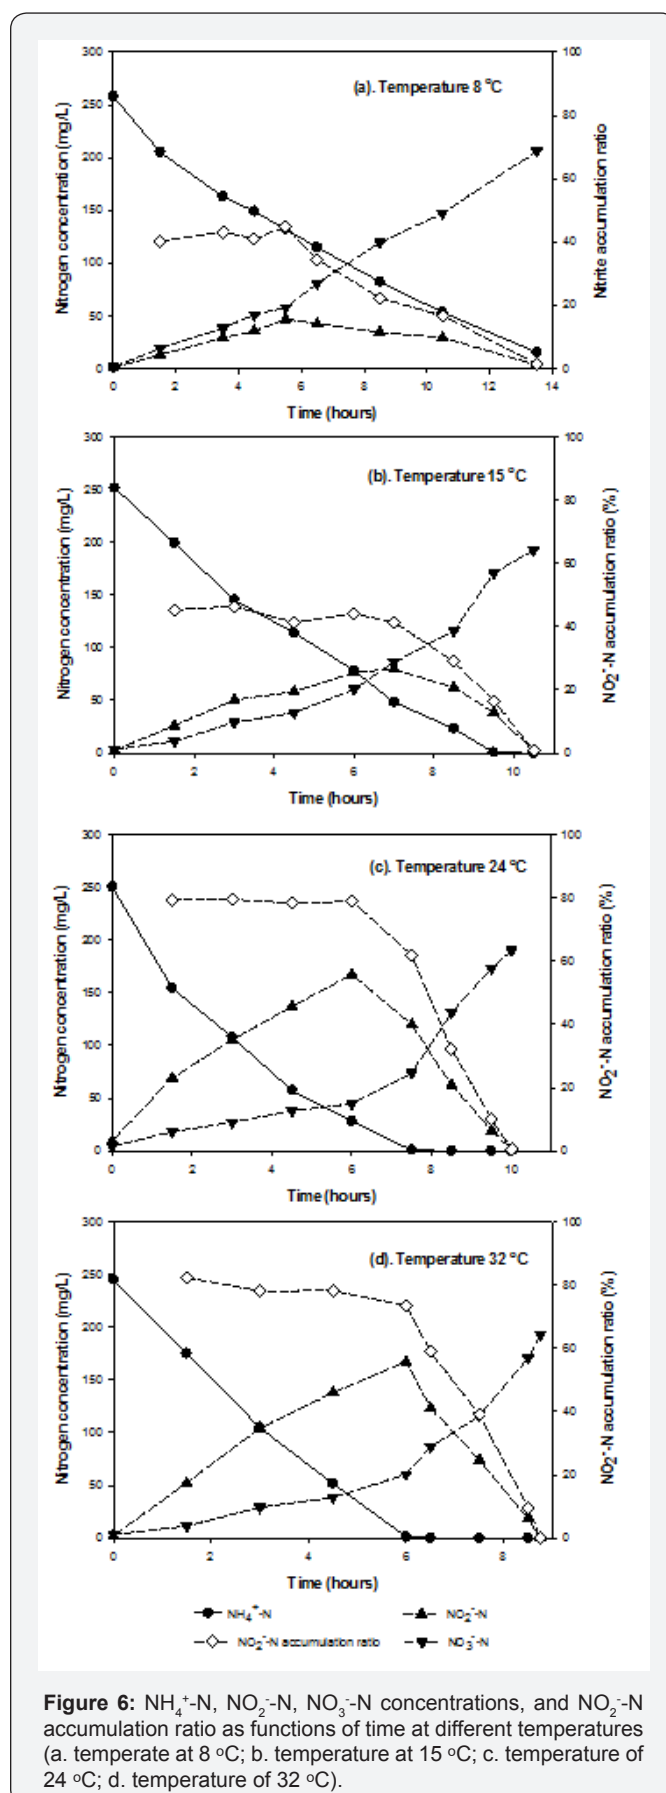 (a). Temperature 8 °C
Nitrogen concentration (mg/L)
300
250
200
150
100
50
0
100
80
60
40
20
0
Nitrite accumulation ratio
0 2 4 6 8 10 12 14
Time (hours)
(b). Temperature 15 °C
Nitrogen concentration (mg/L)
300
250
200
150
100
50
0
100
80
60
40
20
0
NO₂⁻-N accumulation ratio (%)
0 2 4 6 8 10
Time (hours)
(c). Temperature 24 °C
Nitrogen concentration (mg/L)
300
250
200
150
100
50
0
100
80
60
40
20
0
NO₂⁻-N accumulation ratio (%)
0 2 4 6 8 10
Time (hours)
(d). Temperature 32 °C
Nitrogen concentration (mg/L)
300
250
200
150
100
50
0
100
80
60
40
20
0
NO₂⁻-N accumulation ratio (%)
0 2 4 6 8
Time (hours)
NH₄⁺-N NO₂⁻-N
NO₂⁻-N accumulation ratio NO₃⁻-N
Figure 6: NH₄⁺-N, NO₂⁻-N, NO₃⁻-N concentrations, and NO₂⁻-N
accumulation ratio as functions of time at different temperatures
(a. temperate at 8 °C; b. temperature at 15 °C; c. temperature of
24 °C; d. temperature of 32 °C).